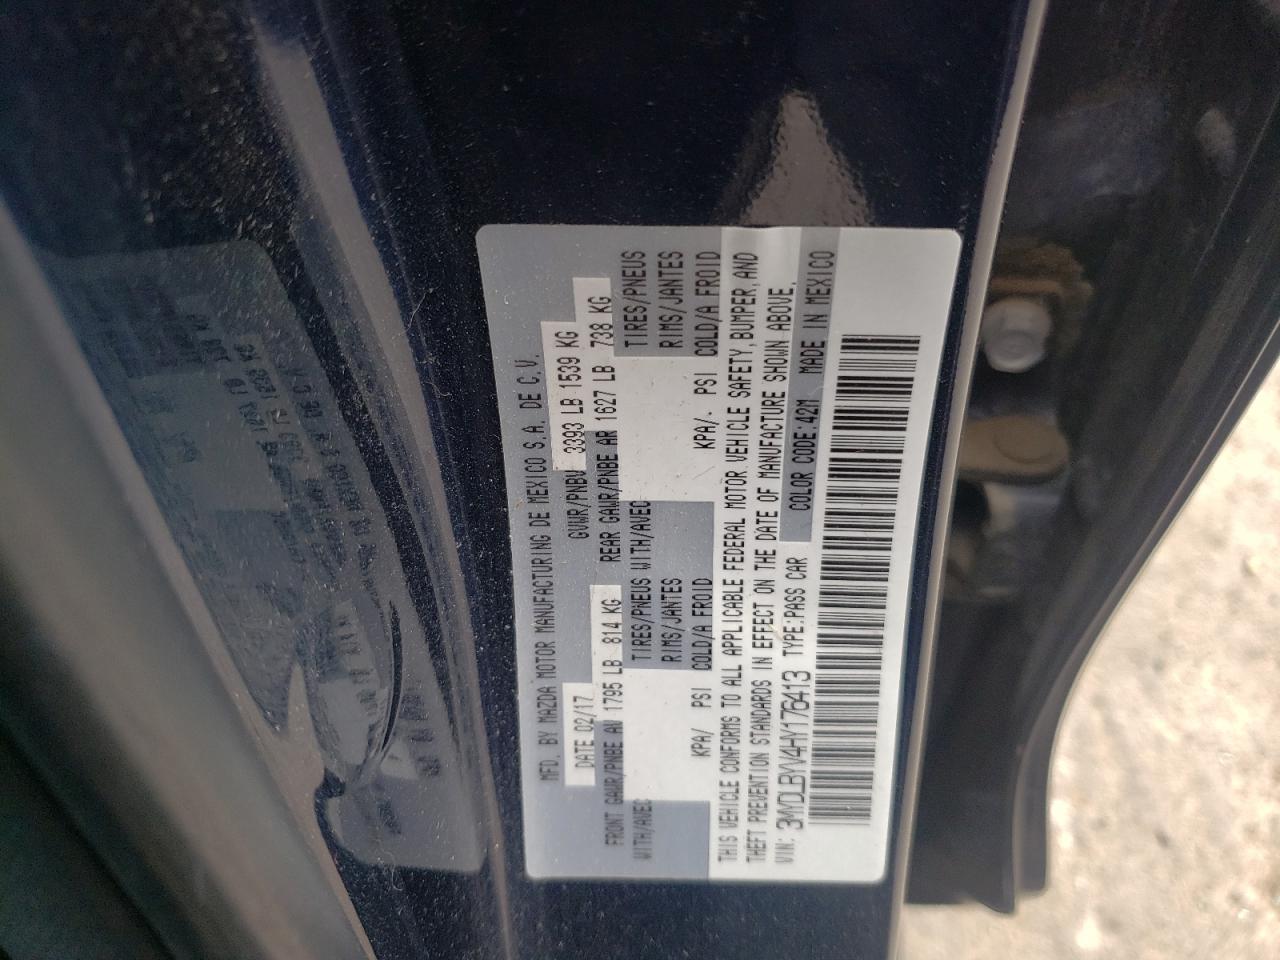 MFD. BY MAZDA MOTOR MANUFACTURING DE MEXICO S.A. DE C.V.
DATE 02/17 GVWR/PNBV 3393 LB 1539 KG
FRONT GAWR/PNBE AV 1795 LB 814 KG REAR GAWR/PNBE AR 1627 LB 738 KG
WITH/AVEC TIRES/PNEUS WITH/AVEC TIRES/PNEUS
RIMS/JANTES RIMS/JANTES
KPA/ PSI COLD/A FROID KPA/. PSI COLD/A FROID
THIS VEHICLE CONFORMS TO ALL APPLICABLE FEDERAL MOTOR VEHICLE SAFETY, BUMPER, AND
THEFT PREVENTION STANDARDS IN EFFECT ON THE DATE OF MANUFACTURE SHOWN ABOVE.
VIN: 3MYDLBYV4HY176413 TYPE:PASS CAR COLOR CODE:42M MADE IN MEXICO